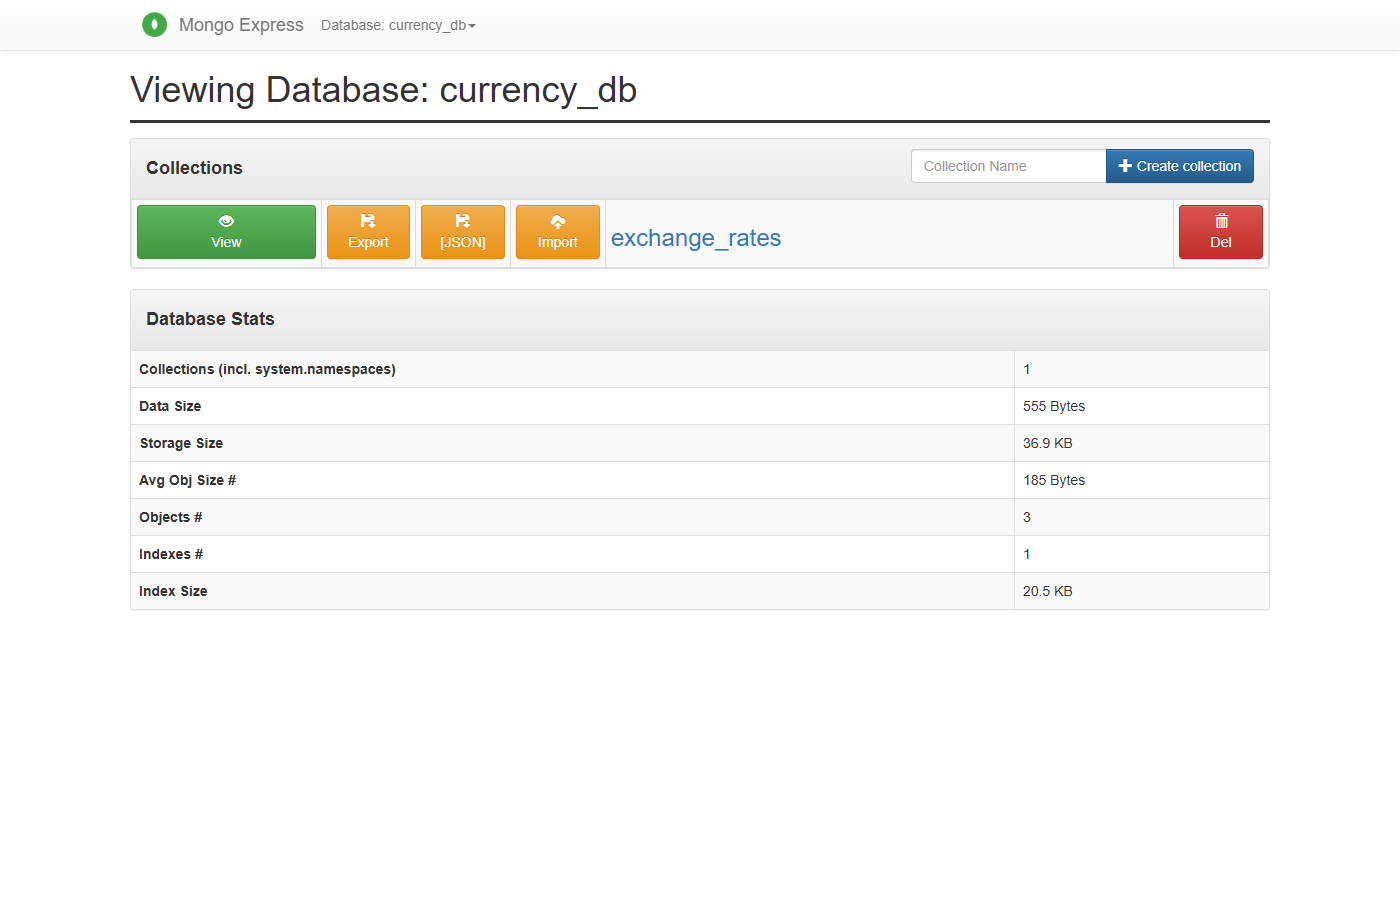 Mongo Express Database: currency_db
Viewing Database: currency_db
Collections
Collection Name
Create collection
View
Export
[JSON]
Import
exchange_rates
Del
Database Stats
Collections (incl. system.namespaces) 1
Data Size 555 Bytes
Storage Size 36.9 KB
Avg Obj Size # 185 Bytes
Objects # 3
Indexes # 1
Index Size 20.5 KB